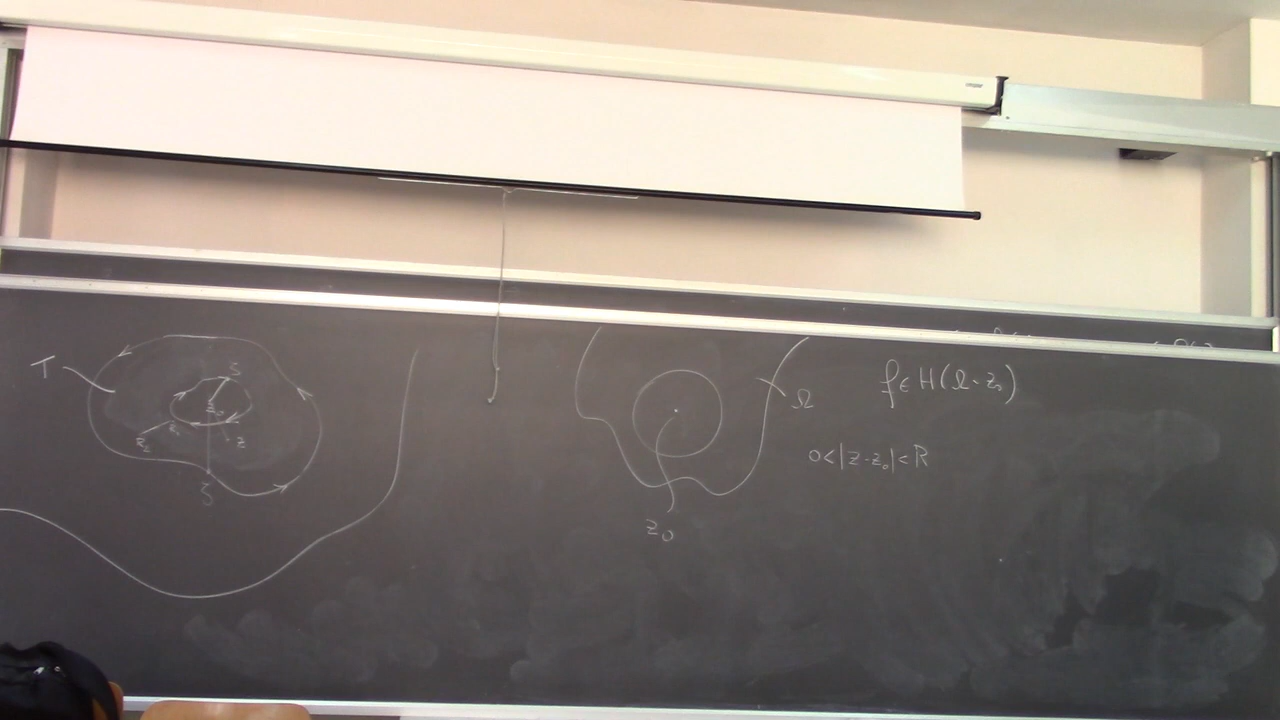 T
S
z₀
z₁
z₂
z
ζ
Ω
z₀
f ∈ H(Ω - z₀)
0<|z-z₀|<R